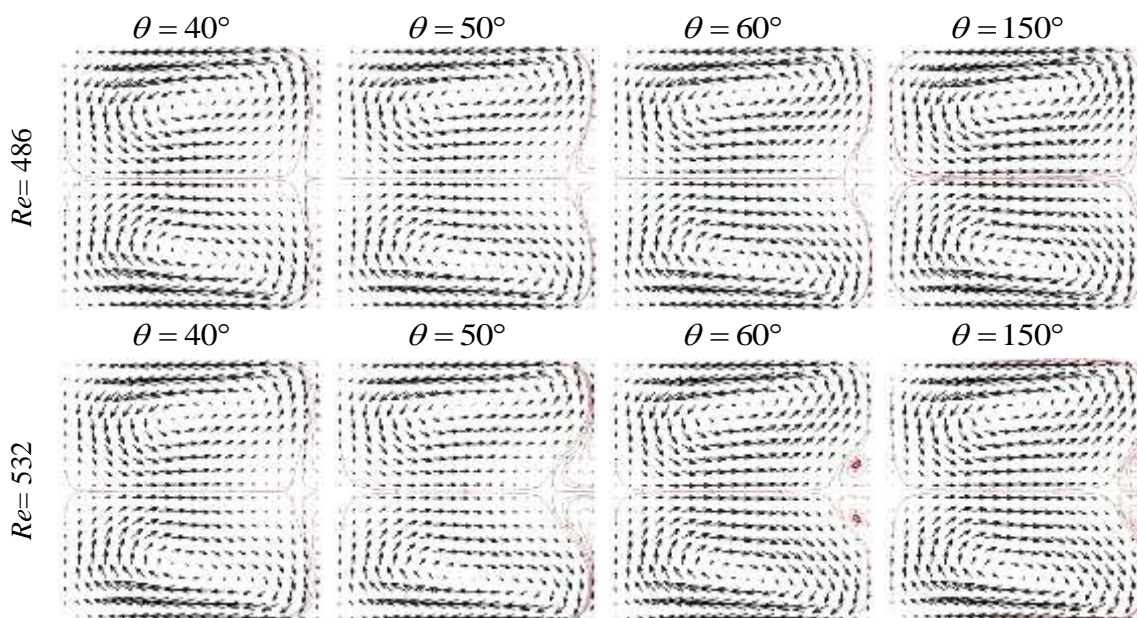 θ = 40° θ = 50° θ = 60° θ = 150°
Re= 486
θ = 40° θ = 50° θ = 60° θ = 150°
Re= 532